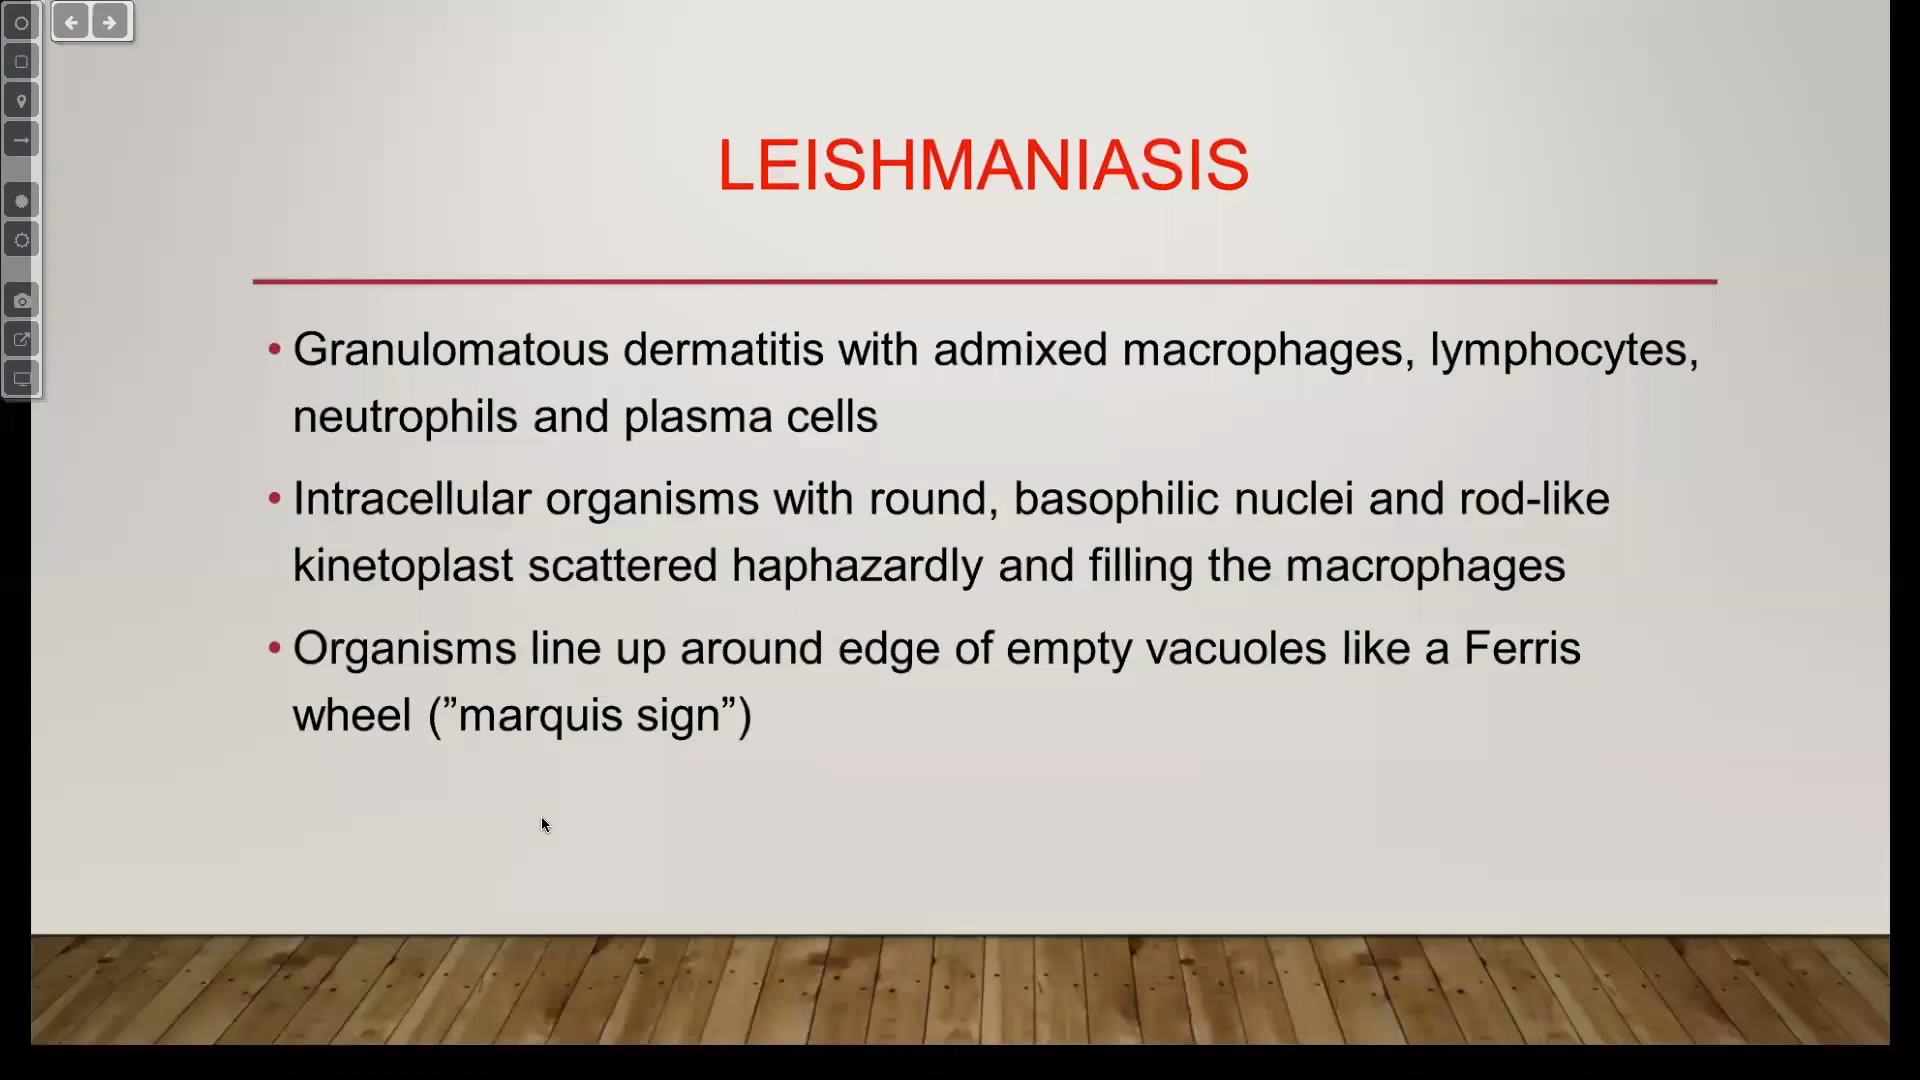 LEISHMANIASIS
• Granulomatous dermatitis with admixed macrophages, lymphocytes,
neutrophils and plasma cells
• Intracellular organisms with round, basophilic nuclei and rod-like
kinetoplast scattered haphazardly and filling the macrophages
• Organisms line up around edge of empty vacuoles like a Ferris
wheel (”marquis sign”)